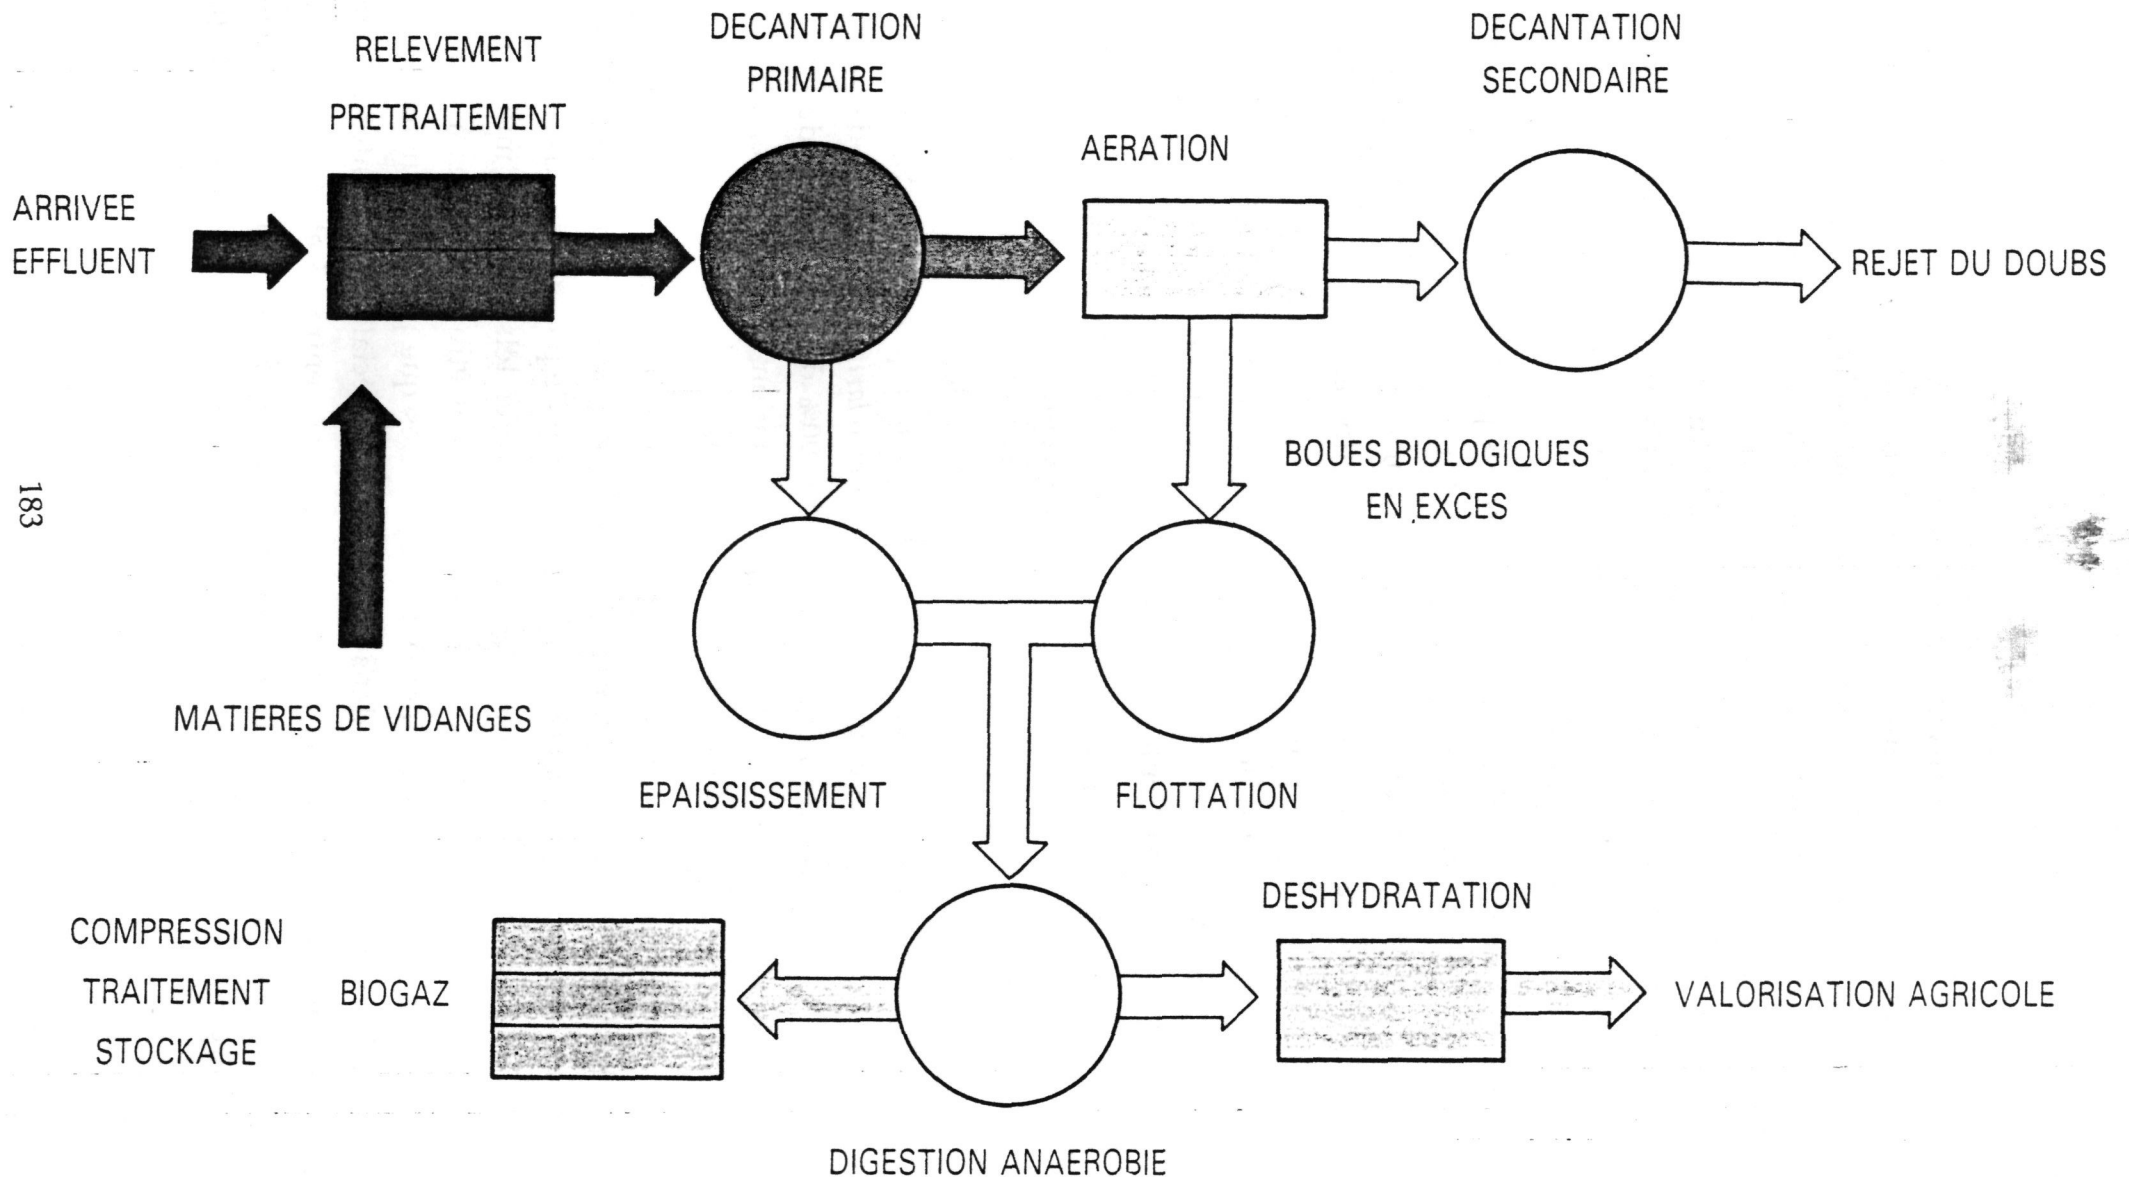 RELEVEMENT
PRETRAITEMENT
DECANTATION
PRIMAIRE
DECANTATION
SECONDAIRE
AERATION
ARRIVEE
EFFLUENT
REJET DU DOUBS
BOUES BIOLOGIQUES
EN EXCES
183
MATIERES DE VIDANGES
EPAISSISSEMENT
FLOTTATION
DESHYDRATATION
COMPRESSION
TRAITEMENT
STOCKAGE
BIOGAZ
VALORISATION AGRICOLE
DIGESTION ANAEROBIE